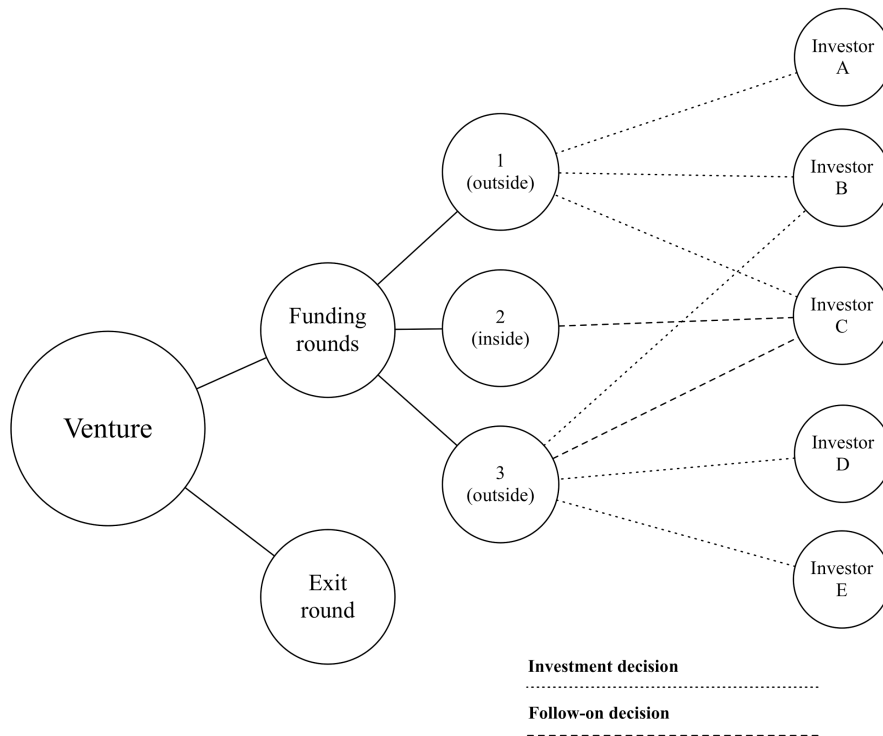 Investor
A
1
(outside)
Investor
B
Funding
rounds
2
(inside)
Investor
C
Venture
3
(outside)
Investor
D
Exit
round
Investor
E
Investment decision
Follow-on decision